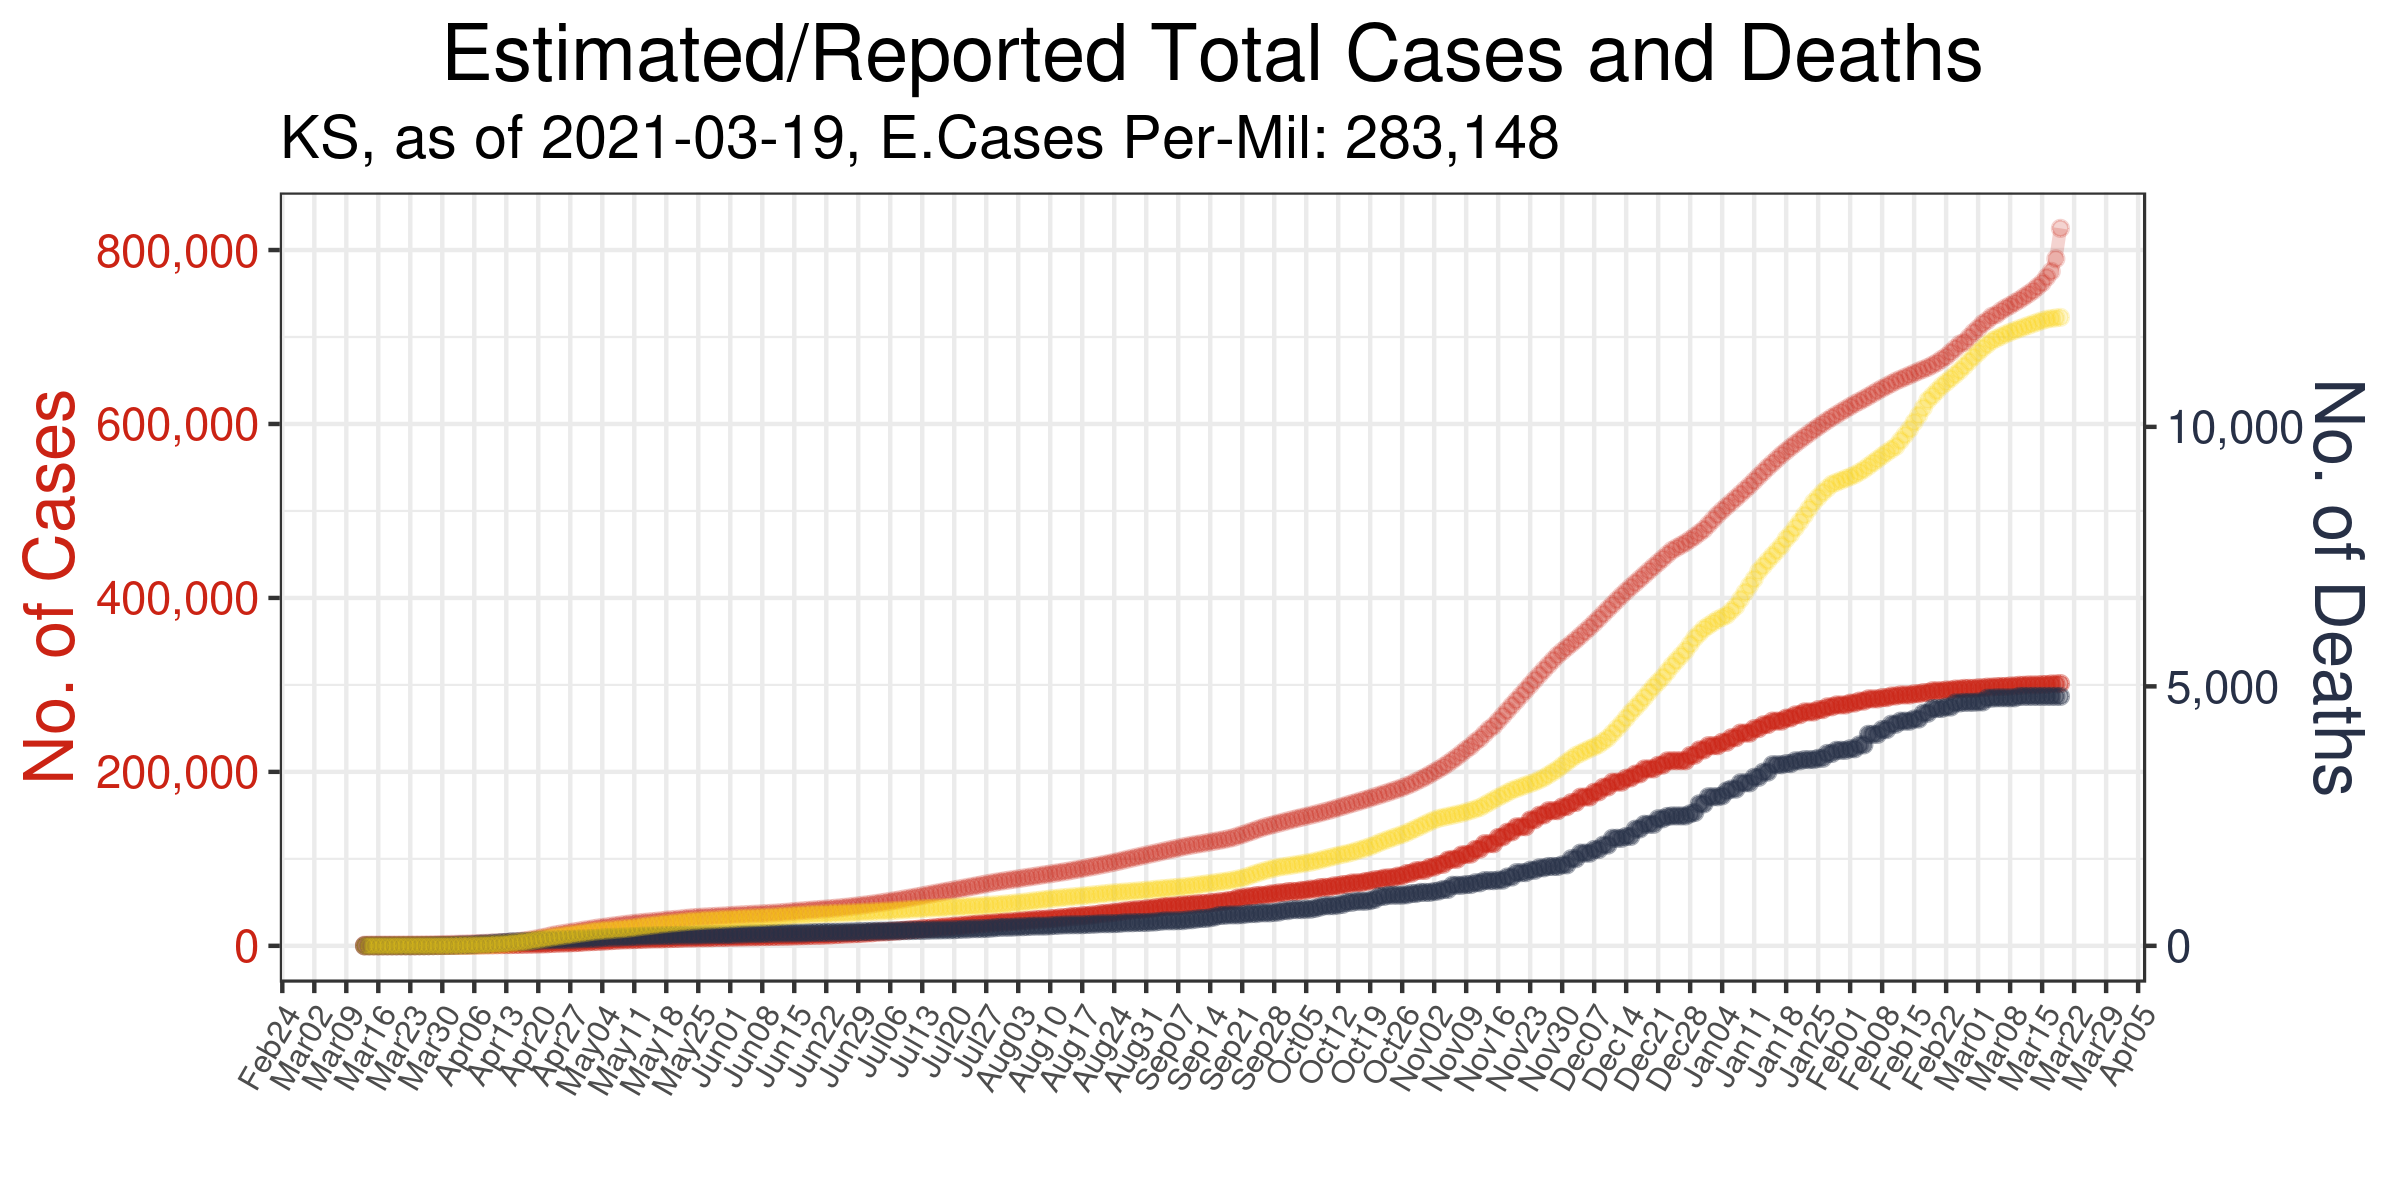 Estimated/Reported Total Cases and Deaths
KS, as of 2021-03-19, E.Cases Per-Mil: 283,148
No. of Cases
800,000
600,000
400,000
200,000
0
10,000
5,000
0
No. of Deaths
Feb24
Mar02
Mar09
Mar16
Mar23
Mar30
Apr06
Apr13
Apr20
Apr27
May04
May11
May18
May25
Jun01
Jun08
Jun15
Jun22
Jun29
Jul06
Jul13
Jul20
Jul27
Aug03
Aug10
Aug17
Aug24
Aug31
Sep07
Sep14
Sep21
Sep28
Oct05
Oct12
Oct19
Oct26
Nov02
Nov09
Nov16
Nov23
Nov30
Dec07
Dec14
Dec21
Dec28
Jan04
Jan11
Jan18
Jan25
Feb01
Feb08
Feb15
Feb22
Mar01
Mar08
Mar15
Mar22
Mar29
Apr05